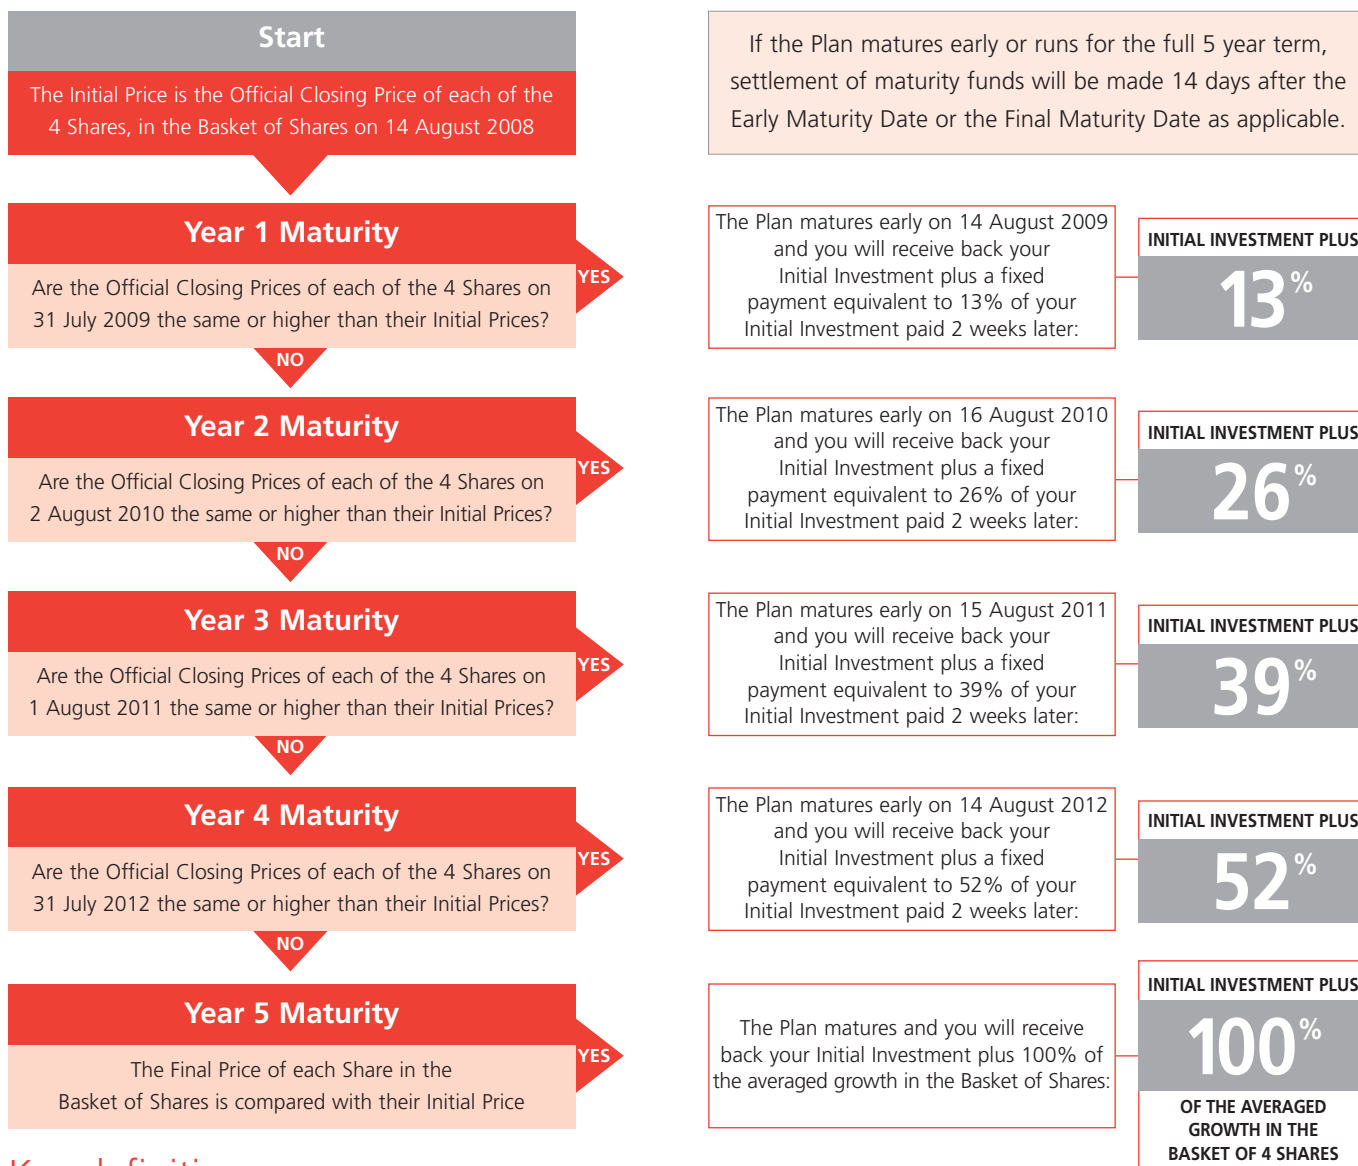 Start
The Initial Price is the Official Closing Price of each of the
4 Shares, in the Basket of Shares on 14 August 2008
If the Plan matures early or runs for the full 5 year term,
settlement of maturity funds will be made 14 days after the
Early Maturity Date or the Final Maturity Date as applicable.
Year 1 Maturity
Are the Official Closing Prices of each of the 4 Shares on
31 July 2009 the same or higher than their Initial Prices?
YES
NO
The Plan matures early on 14 August 2009
and you will receive back your
Initial Investment plus a fixed
payment equivalent to 13% of your
Initial Investment paid 2 weeks later:
INITIAL INVESTMENT PLUS
13%
Year 2 Maturity
Are the Official Closing Prices of each of the 4 Shares on
2 August 2010 the same or higher than their Initial Prices?
YES
NO
The Plan matures early on 16 August 2010
and you will receive back your
Initial Investment plus a fixed
payment equivalent to 26% of your
Initial Investment paid 2 weeks later:
INITIAL INVESTMENT PLUS
26%
Year 3 Maturity
Are the Official Closing Prices of each of the 4 Shares on
1 August 2011 the same or higher than their Initial Prices?
YES
NO
The Plan matures early on 15 August 2011
and you will receive back your
Initial Investment plus a fixed
payment equivalent to 39% of your
Initial Investment paid 2 weeks later:
INITIAL INVESTMENT PLUS
39%
Year 4 Maturity
Are the Official Closing Prices of each of the 4 Shares on
31 July 2012 the same or higher than their Initial Prices?
YES
NO
The Plan matures early on 14 August 2012
and you will receive back your
Initial Investment plus a fixed
payment equivalent to 52% of your
Initial Investment paid 2 weeks later:
INITIAL INVESTMENT PLUS
52%
Year 5 Maturity
The Final Price of each Share in the
Basket of Shares is compared with their Initial Price
YES
The Plan matures and you will receive
back your Initial Investment plus 100% of
the averaged growth in the Basket of Shares:
INITIAL INVESTMENT PLUS
100%
OF THE AVERAGED
GROWTH IN THE
BASKET OF 4 SHARES